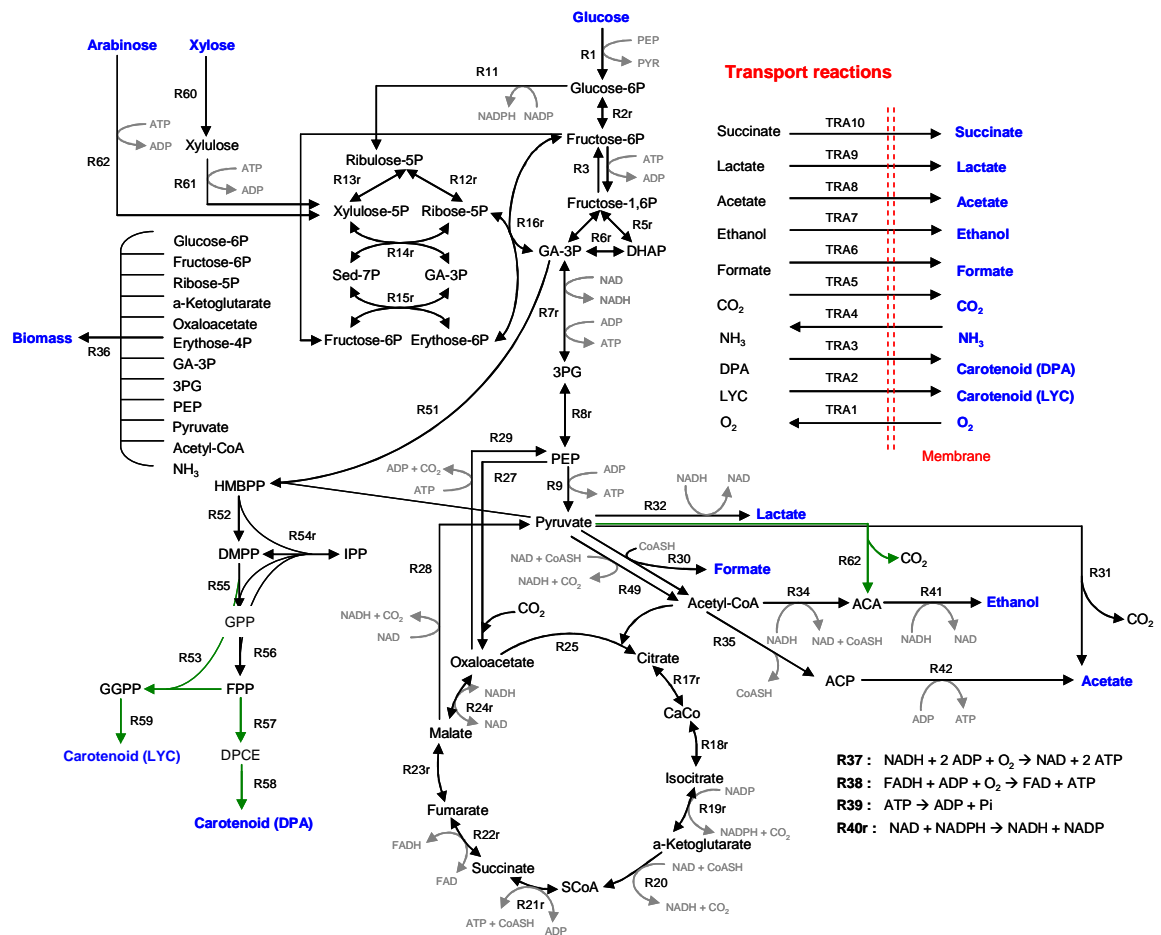 Glucose
PEP
R1
PYR
Glucose-6P
R11
NADPH
NADP
R2r
Fructose-6P
R3
ATP
ADP
Fructose-1,6P
R5r
R6r
GA-3P
DHAP
R16r
Arabinose
Xylose
R60
ATP
ADP
Xylulose
R62
R61
ATP
ADP
Ribulose-5P
R13r
R12r
Xylulose-5P
Ribose-5P
R14r
Sed-7P
GA-3P
R15r
Fructose-6P
Erythose-6P
Biomass
R36
Glucose-6P
Fructose-6P
Ribose-5P
a-Ketoglutarate
Oxaloacetate
Erythose-4P
GA-3P
3PG
PEP
Pyruvate
Acetyl-CoA
NH3
NAD
NADH
R7r
ADP
ATP
3PG
R8r
PEP
R9
ADP
ATP
Pyruvate
R51
R29
R27
ADP + CO2
ATP
HMBPP
R52
R54r
DMPP
IPP
R55
GPP
R53
R56
GGPP
FPP
R59
R57
Carotenoid (LYC)
DPCE
R58
Carotenoid (DPA)
R32
NADH
NAD
Lactate
CoASH
NAD + CoASH
R30
Formate
NADH + CO2
R49
R62
CO2
R31
CO2
Acetyl-CoA
R34
ACA
R41
Ethanol
NADH
NAD + CoASH
NADH
NAD
R35
CoASH
ACP
R42
Acetate
ADP
ATP
R28
NADH + CO2
NAD
CO2
Oxaloacetate
R25
Citrate
R17r
CaCo
R18r
Isocitrate
NADP
R19r
NADPH + CO2
a-Ketoglutarate
NAD + CoASH
R20
NADH + CO2
SCoA
R21r
ATP + CoASH
ADP
Succinate
R22r
FADH
FAD
Fumarate
R23r
Malate
R24r
NADH
NAD
Transport reactions
Succinate TRA10 Succinate
Lactate TRA9 Lactate
Acetate TRA8 Acetate
Ethanol TRA7 Ethanol
Formate TRA6 Formate
CO2 TRA5 CO2
NH3 TRA4 NH3
DPA TRA3 Carotenoid (DPA)
LYC TRA2 Carotenoid (LYC)
O2 TRA1 O2
Membrane
R37 : NADH + 2 ADP + O2 → NAD + 2 ATP
R38 : FADH + ADP + O2 → FAD + ATP
R39 : ATP → ADP + Pi
R40r : NAD + NADPH → NADH + NADP